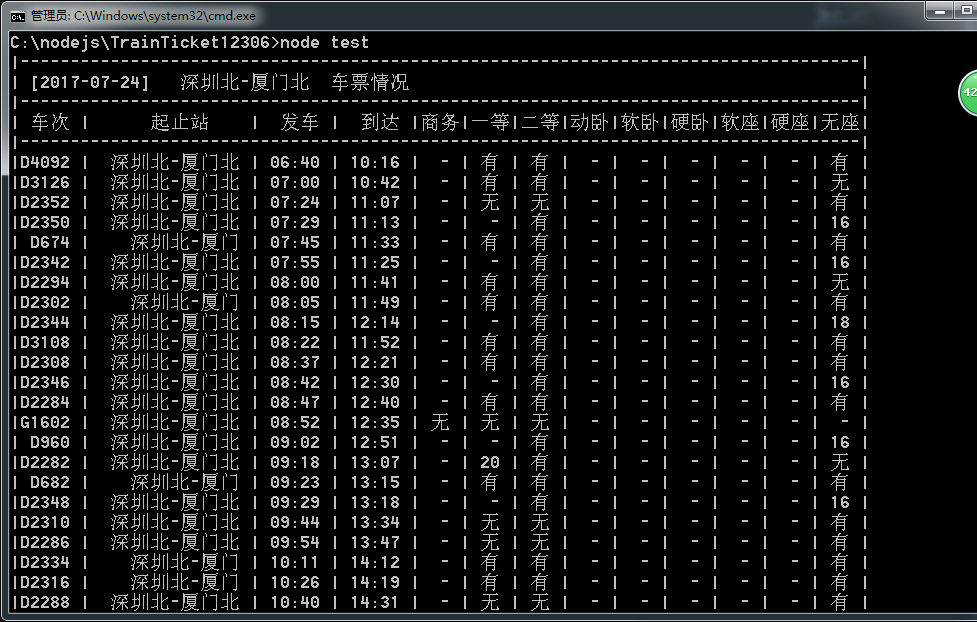 管理员: C:\Windows\system32\cmd.exe
C:\nodejs\TrainTicket12306>node test
|------------------------------------------------------------------------------------|
| [2017-07-24]   深圳北-厦门北  车票情况 |
|------------------------------------------------------------------------------------|
| 车次 | 起止站 | 发车 | 到达 |商务|一等|二等|动卧|软卧|硬卧|软座|硬座|无座|
|------------------------------------------------------------------------------------|
|D4092 | 深圳北-厦门北 | 06:40 | 10:16 | - | 有 | 有 | - | - | - | - | - | 有 |
|D3126 | 深圳北-厦门北 | 07:00 | 10:42 | - | 有 | 有 | - | - | - | - | - | 无 |
|D2352 | 深圳北-厦门北 | 07:24 | 11:07 | - | 无 | 无 | - | - | - | - | - | 有 |
|D2350 | 深圳北-厦门北 | 07:29 | 11:13 | - | - | 有 | - | - | - | - | - | 16 |
| D674 | 深圳北-厦门 | 07:45 | 11:33 | - | 有 | 有 | - | - | - | - | - | 有 |
|D2342 | 深圳北-厦门北 | 07:55 | 11:25 | - | - | 有 | - | - | - | - | - | 16 |
|D2294 | 深圳北-厦门北 | 08:00 | 11:41 | - | 有 | 有 | - | - | - | - | - | 无 |
|D2302 | 深圳北-厦门 | 08:05 | 11:49 | - | 有 | 有 | - | - | - | - | - | 有 |
|D2344 | 深圳北-厦门北 | 08:15 | 12:14 | - | - | 有 | - | - | - | - | - | 18 |
|D3108 | 深圳北-厦门北 | 08:22 | 11:52 | - | 有 | 有 | - | - | - | - | - | 有 |
|D2308 | 深圳北-厦门北 | 08:37 | 12:21 | - | 有 | 有 | - | - | - | - | - | 有 |
|D2346 | 深圳北-厦门北 | 08:42 | 12:30 | - | - | 有 | - | - | - | - | - | 16 |
|D2284 | 深圳北-厦门北 | 08:47 | 12:40 | - | 有 | 有 | - | - | - | - | - | 有 |
|G1602 | 深圳北-厦门北 | 08:52 | 12:35 | 无 | 无 | 无 | - | - | - | - | - | - |
| D960 | 深圳北-厦门北 | 09:02 | 12:51 | - | - | 有 | - | - | - | - | - | 16 |
|D2282 | 深圳北-厦门北 | 09:18 | 13:07 | - | 20 | 有 | - | - | - | - | - | 无 |
| D682 | 深圳北-厦门 | 09:23 | 13:15 | - | 有 | 有 | - | - | - | - | - | 有 |
|D2348 | 深圳北-厦门北 | 09:29 | 13:18 | - | - | 有 | - | - | - | - | - | 16 |
|D2310 | 深圳北-厦门北 | 09:44 | 13:34 | - | 无 | 无 | - | - | - | - | - | 有 |
|D2286 | 深圳北-厦门北 | 09:54 | 13:47 | - | 无 | 无 | - | - | - | - | - | 有 |
|D2334 | 深圳北-厦门 | 10:11 | 14:12 | - | 有 | 有 | - | - | - | - | - | 有 |
|D2316 | 深圳北-厦门 | 10:26 | 14:19 | - | 有 | 有 | - | - | - | - | - | 有 |
|D2288 | 深圳北-厦门北 | 10:40 | 14:31 | - | 无 | 无 | - | - | - | - | - | 有 |